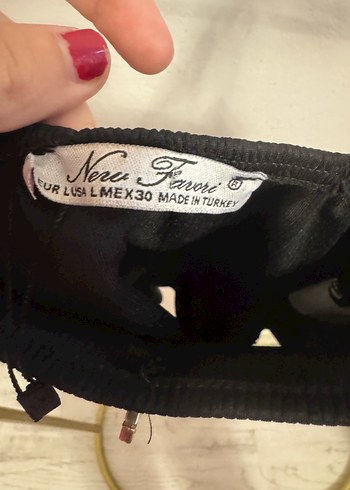 New Favori ®
EUR L USA L MEX 30 MADE IN TURKEY